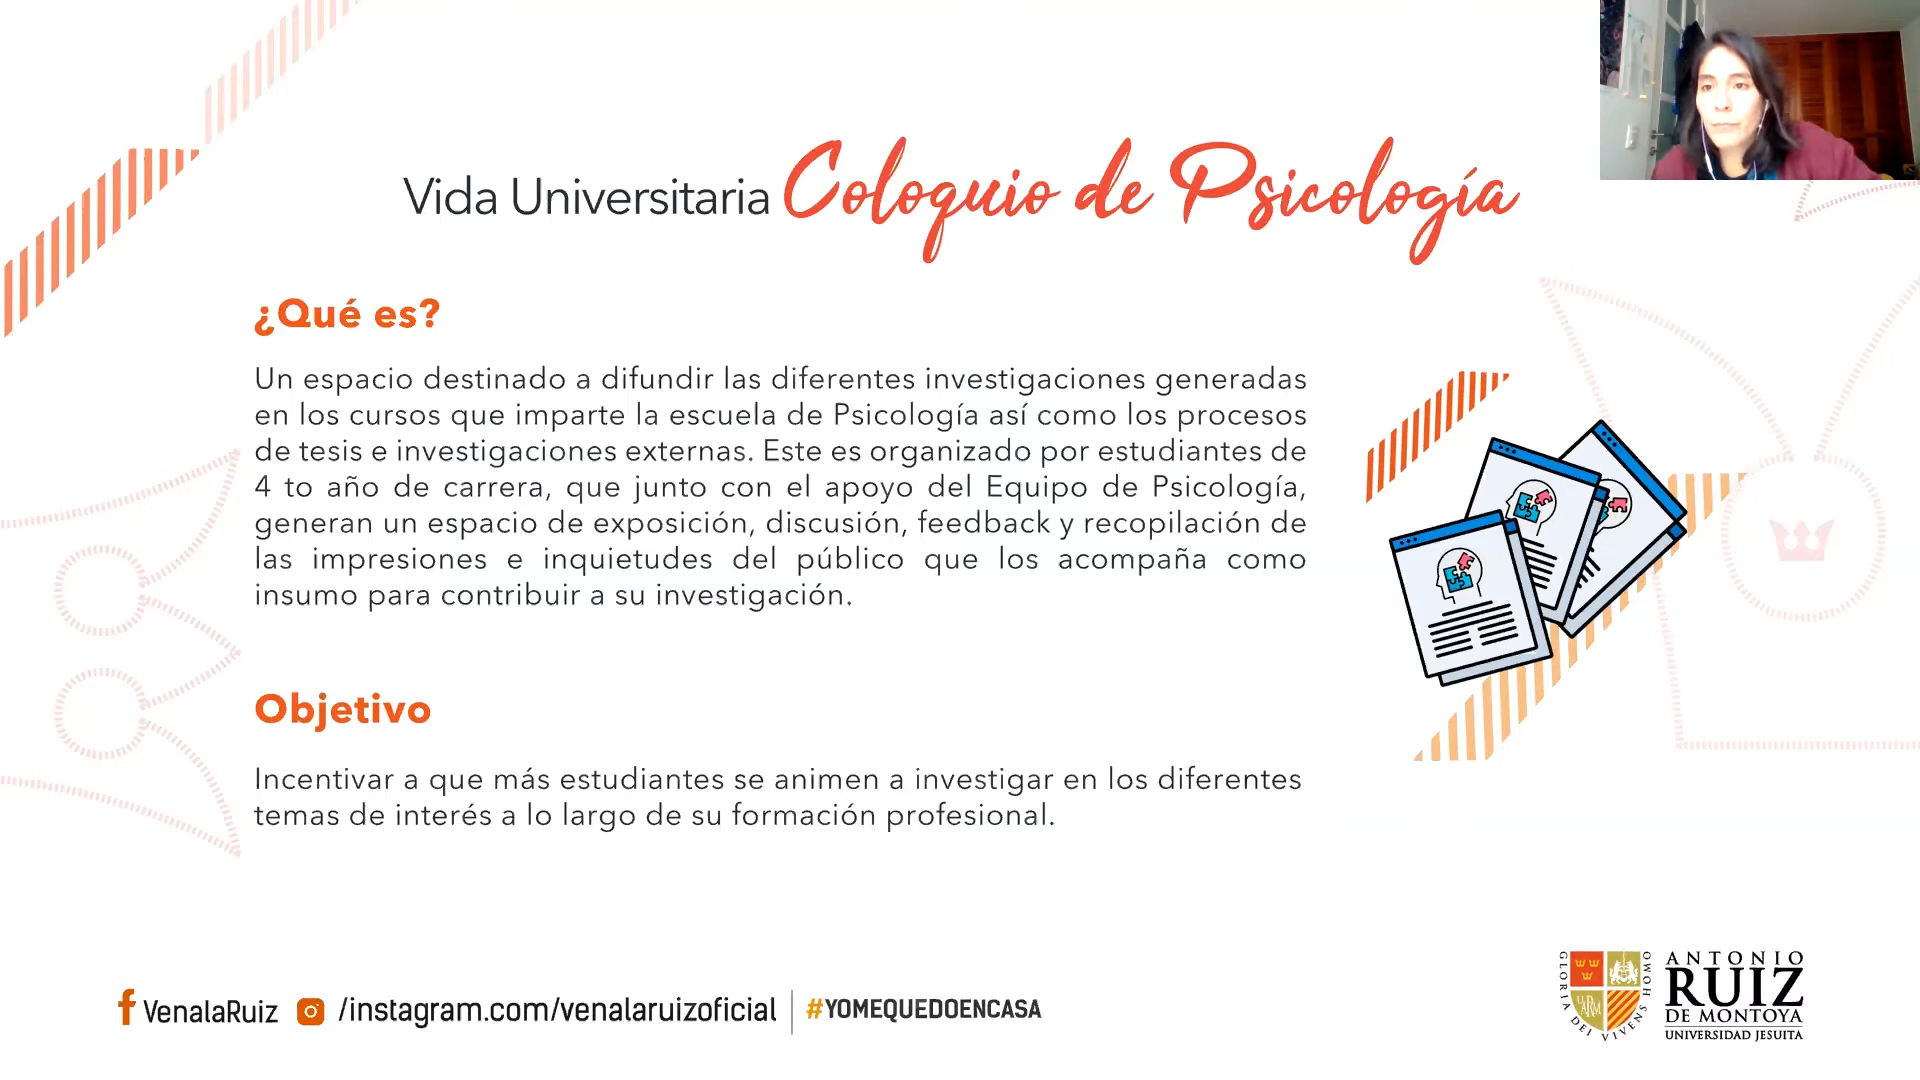 Vida Universitaria Coloquio de Psicología
¿Qué es?
Un espacio destinado a difundir las diferentes investigaciones generadas
en los cursos que imparte la escuela de Psicología así como los procesos
de tesis e investigaciones externas. Este es organizado por estudiantes de
4 to año de carrera, que junto con el apoyo del Equipo de Psicología,
generan un espacio de exposición, discusión, feedback y recopilación de
las impresiones e inquietudes del público que los acompaña como
insumo para contribuir a su investigación.
Objetivo
Incentivar a que más estudiantes se animen a investigar en los diferentes
temas de interés a lo largo de su formación profesional.
VenalaRuiz /instagram.com/venalaruizoficial #YOMEQUEDOENCASA
GLORIA DEI VIVENS HOMO
UARM
ANTONIO
RUIZ
DE MONTOYA
UNIVERSIDAD JESUITA